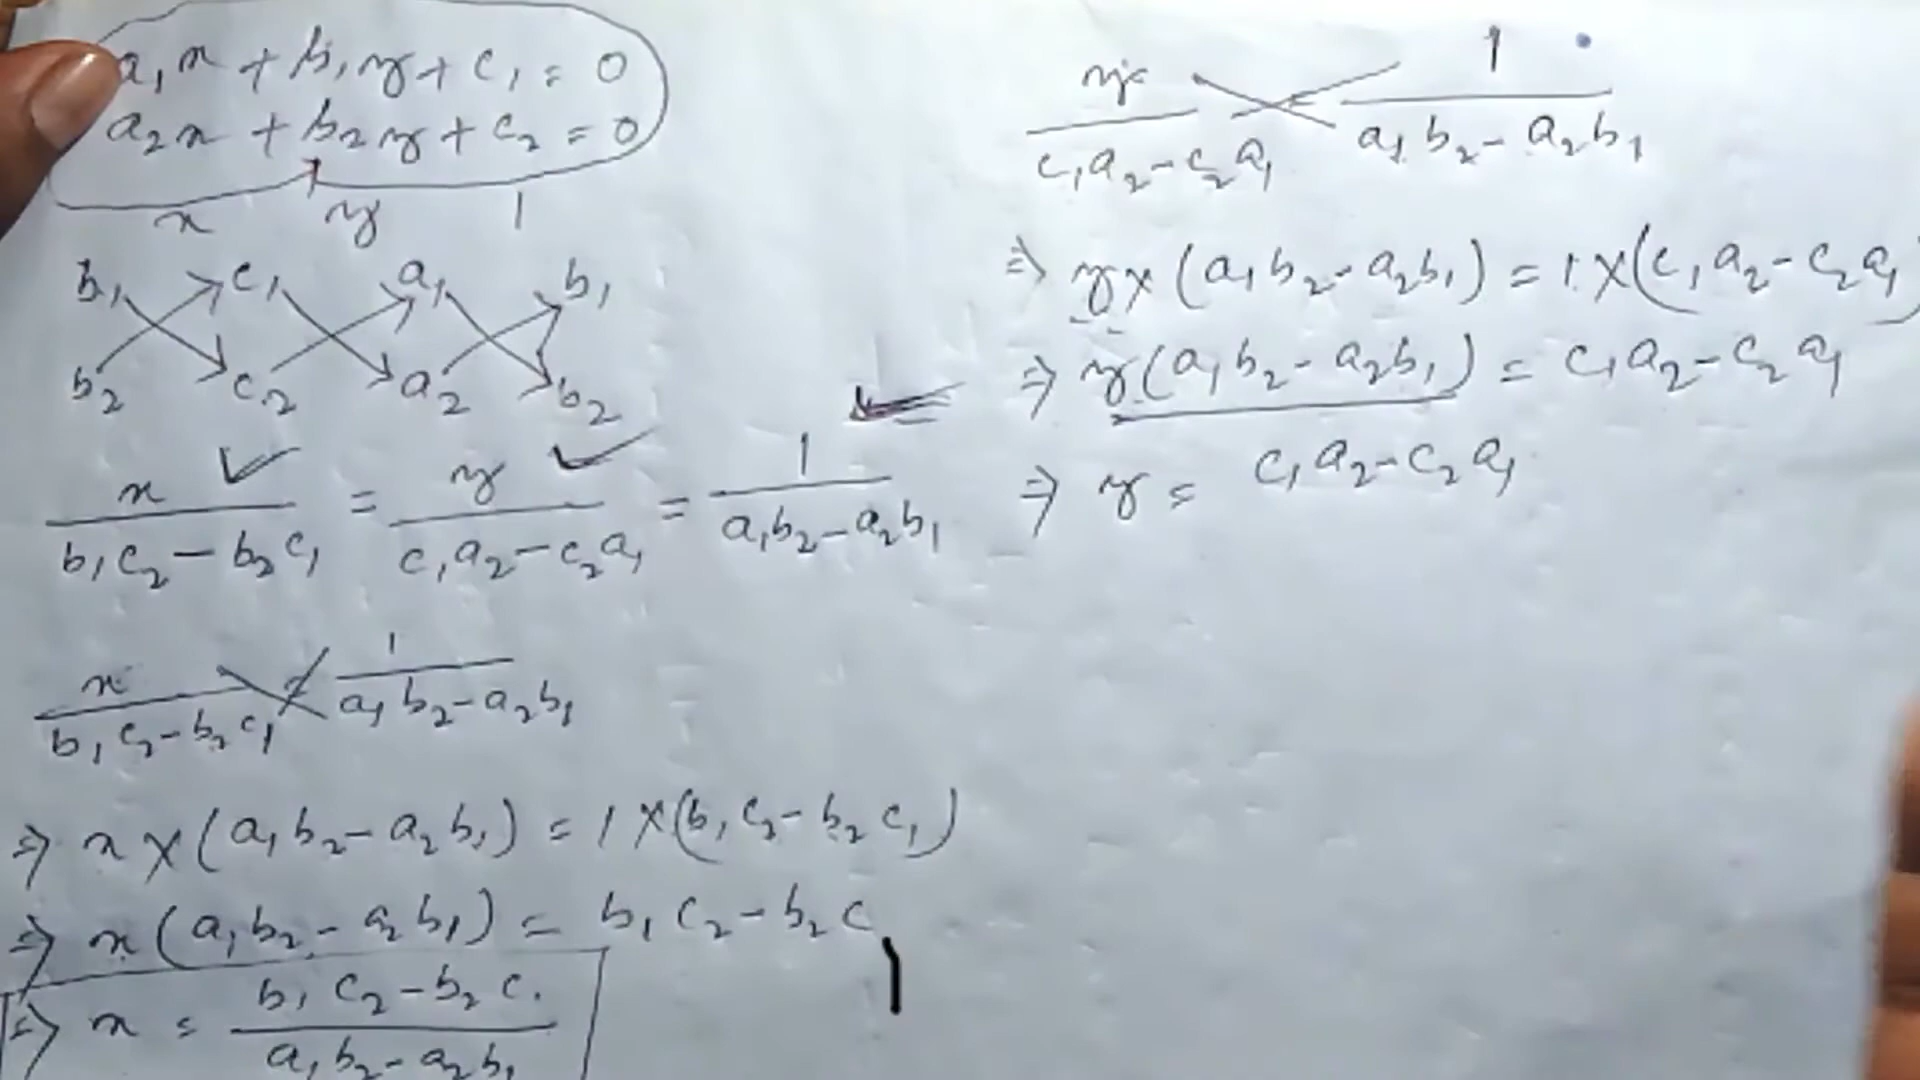 a₁x + b₁y + c₁ = 0
a₂x + b₂y + c₂ = 0
x y 1
b₁ c₁ a₁ b₁
b₂ c₂ a₂ b₂
x/(b₁c₂ - b₂c₁) = y/(c₁a₂ - c₂a₁) = 1/(a₁b₂ - a₂b₁)
x/(b₁c₂ - b₂c₁) = 1/(a₁b₂ - a₂b₁)
⇒ x × (a₁b₂ - a₂b₁) = 1 × (b₁c₂ - b₂c₁)
⇒ x (a₁b₂ - a₂b₁) = b₁c₂ - b₂c₁
⇒ x = (b₁c₂ - b₂c₁)/(a₁b₂ - a₂b₁)
y/(c₁a₂ - c₂a₁) = 1/(a₁b₂ - a₂b₁)
⇒ y × (a₁b₂ - a₂b₁) = 1 × (c₁a₂ - c₂a₁)
⇒ y (a₁b₂ - a₂b₁) = c₁a₂ - c₂a₁
⇒ y = c₁a₂ - c₂a₁